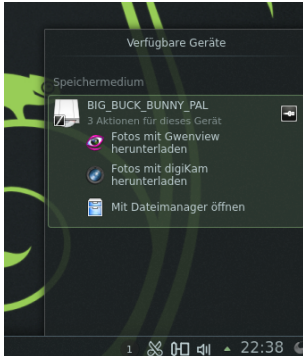 Verfügbare Geräte
Speichermedium
BIG_BUCK_BUNNY_PAL
3 Aktionen für dieses Gerät
Fotos mit Gwenview
herunterladen
Fotos mit digiKam
herunterladen
Mit Dateimanager öffnen
1
22:38